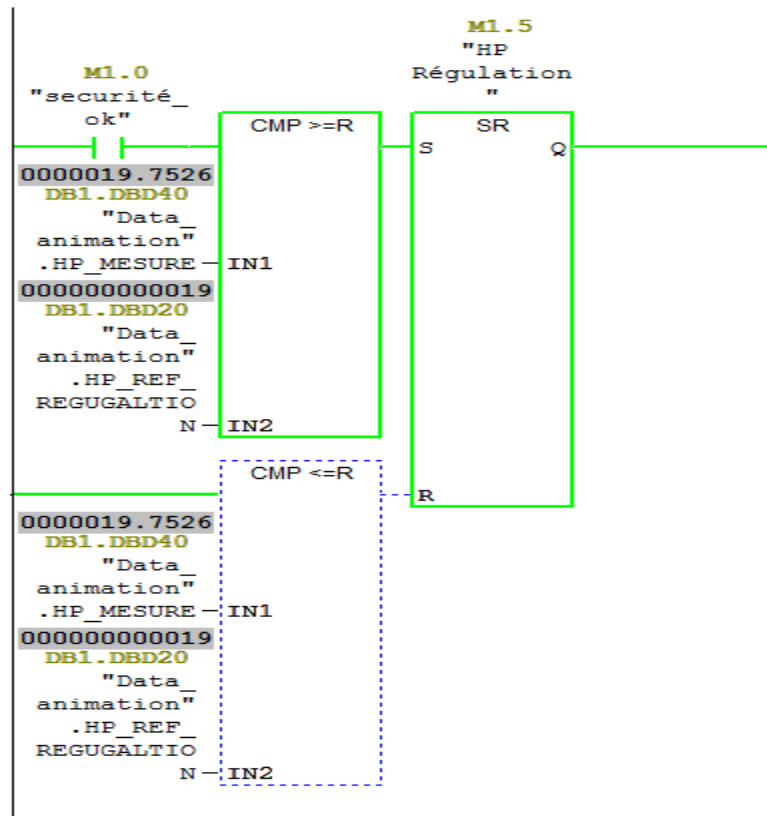 M1.5
"HP
Régulation
"
M1.0
"securité_
ok"
CMP >=R
SR
S
Q
0000019.7526
DB1.DBD40
"Data_
animation"
.HP_MESURE
IN1
000000000019
DB1.DBD20
"Data_
animation"
.HP_REF_
REGUGALTIO
N
IN2
CMP <=R
R
0000019.7526
DB1.DBD40
"Data_
animation"
.HP_MESURE
IN1
000000000019
DB1.DBD20
"Data_
animation"
.HP_REF_
REGUGALTIO
N
IN2